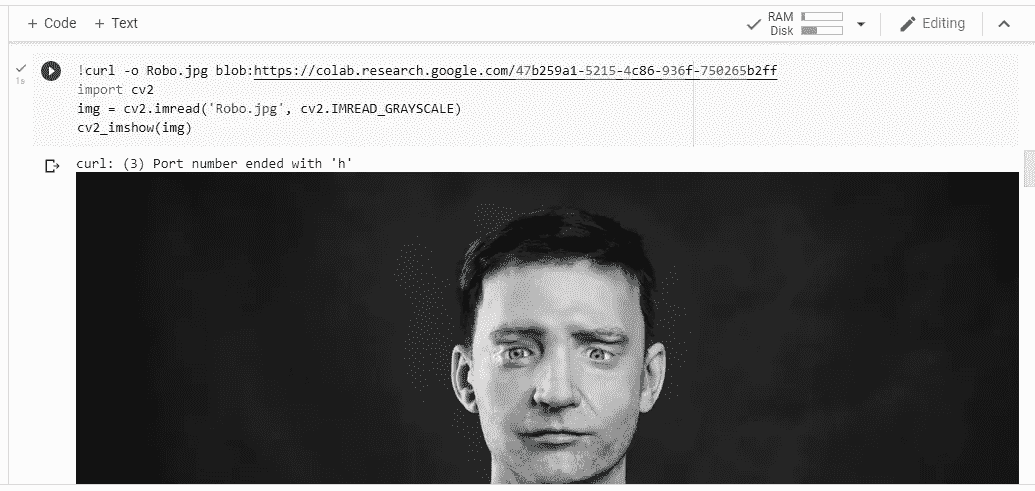 + Code + Text
RAM
Disk
Editing
1s
!curl -o Robo.jpg blob:https://colab.research.google.com/47b259a1-5215-4c86-936f-750265b2ff
import cv2
img = cv2.imread('Robo.jpg', cv2.IMREAD_GRAYSCALE)
cv2_imshow(img)
curl: (3) Port number ended with 'h'